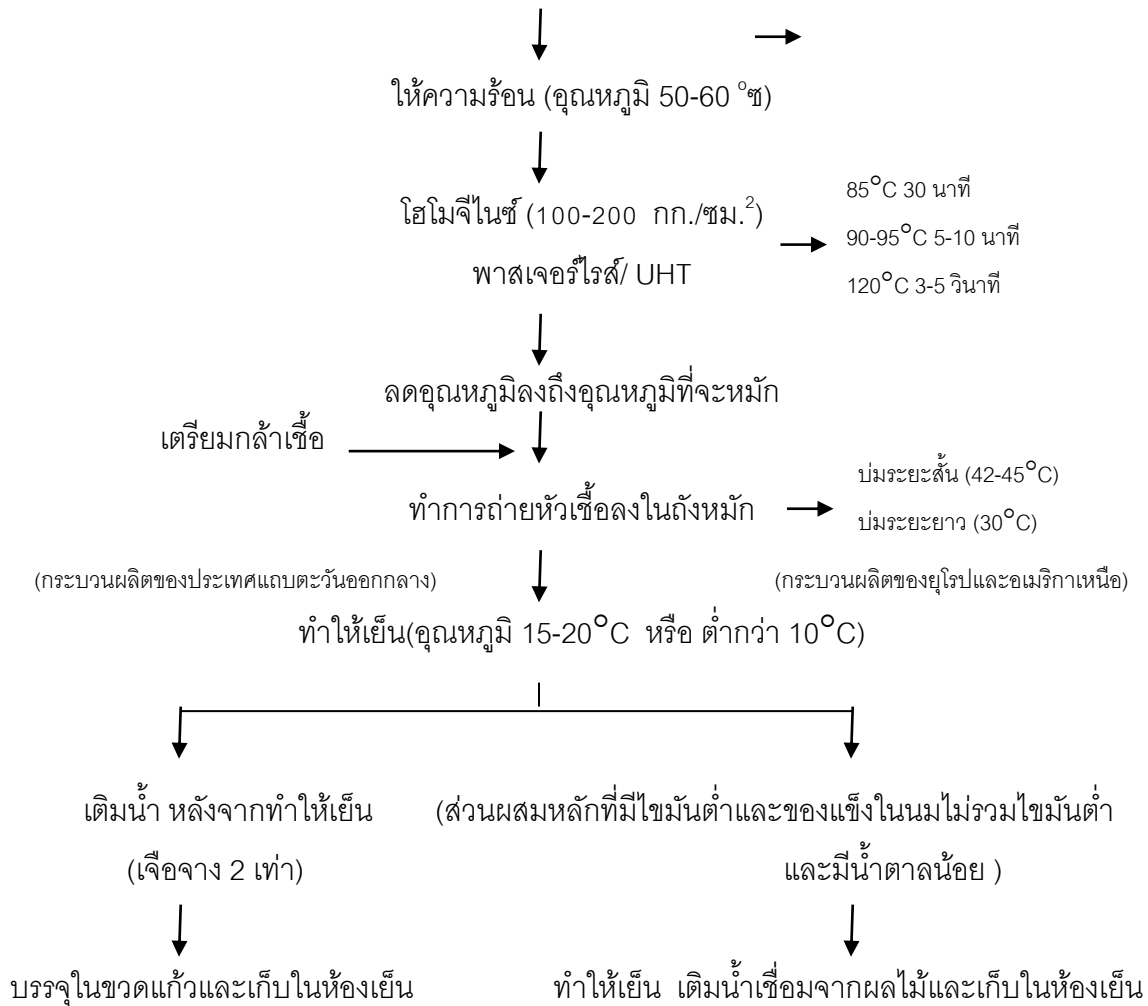 ให้ความร้อน (อุณหภูมิ 50-60 °ซ)
โฮโมจีไนซ์ (100-200 กก./ซม.²)
พาสเจอร์ไรส์/ UHT
85°C 30 นาที
90-95°C 5-10 นาที
120°C 3-5 วินาที
ลดอุณหภูมิลงถึงอุณหภูมิที่จะหมัก
เตรียมกล้าเชื้อ
ทำการถ่ายหัวเชื้อลงในถังหมัก
บ่มระยะสั้น (42-45°C)
บ่มระยะยาว (30°C)
(กระบวนผลิตของประเทศแถบตะวันออกกลาง)
(กระบวนผลิตของยุโรปและอเมริกาเหนือ)
ทำให้เย็น(อุณหภูมิ 15-20°C หรือ ต่ำกว่า 10°C)
เติมน้ำ หลังจากทำให้เย็น
(เจือจาง 2 เท่า)
(ส่วนผสมหลักที่มีไขมันต่ำและของแข็งในนมไม่รวมไขมันต่ำ
และมีน้ำตาลน้อย )
บรรจุในขวดแก้วและเก็บในห้องเย็น
ทำให้เย็น เติมน้ำเชื่อมจากผลไม้และเก็บในห้องเย็น